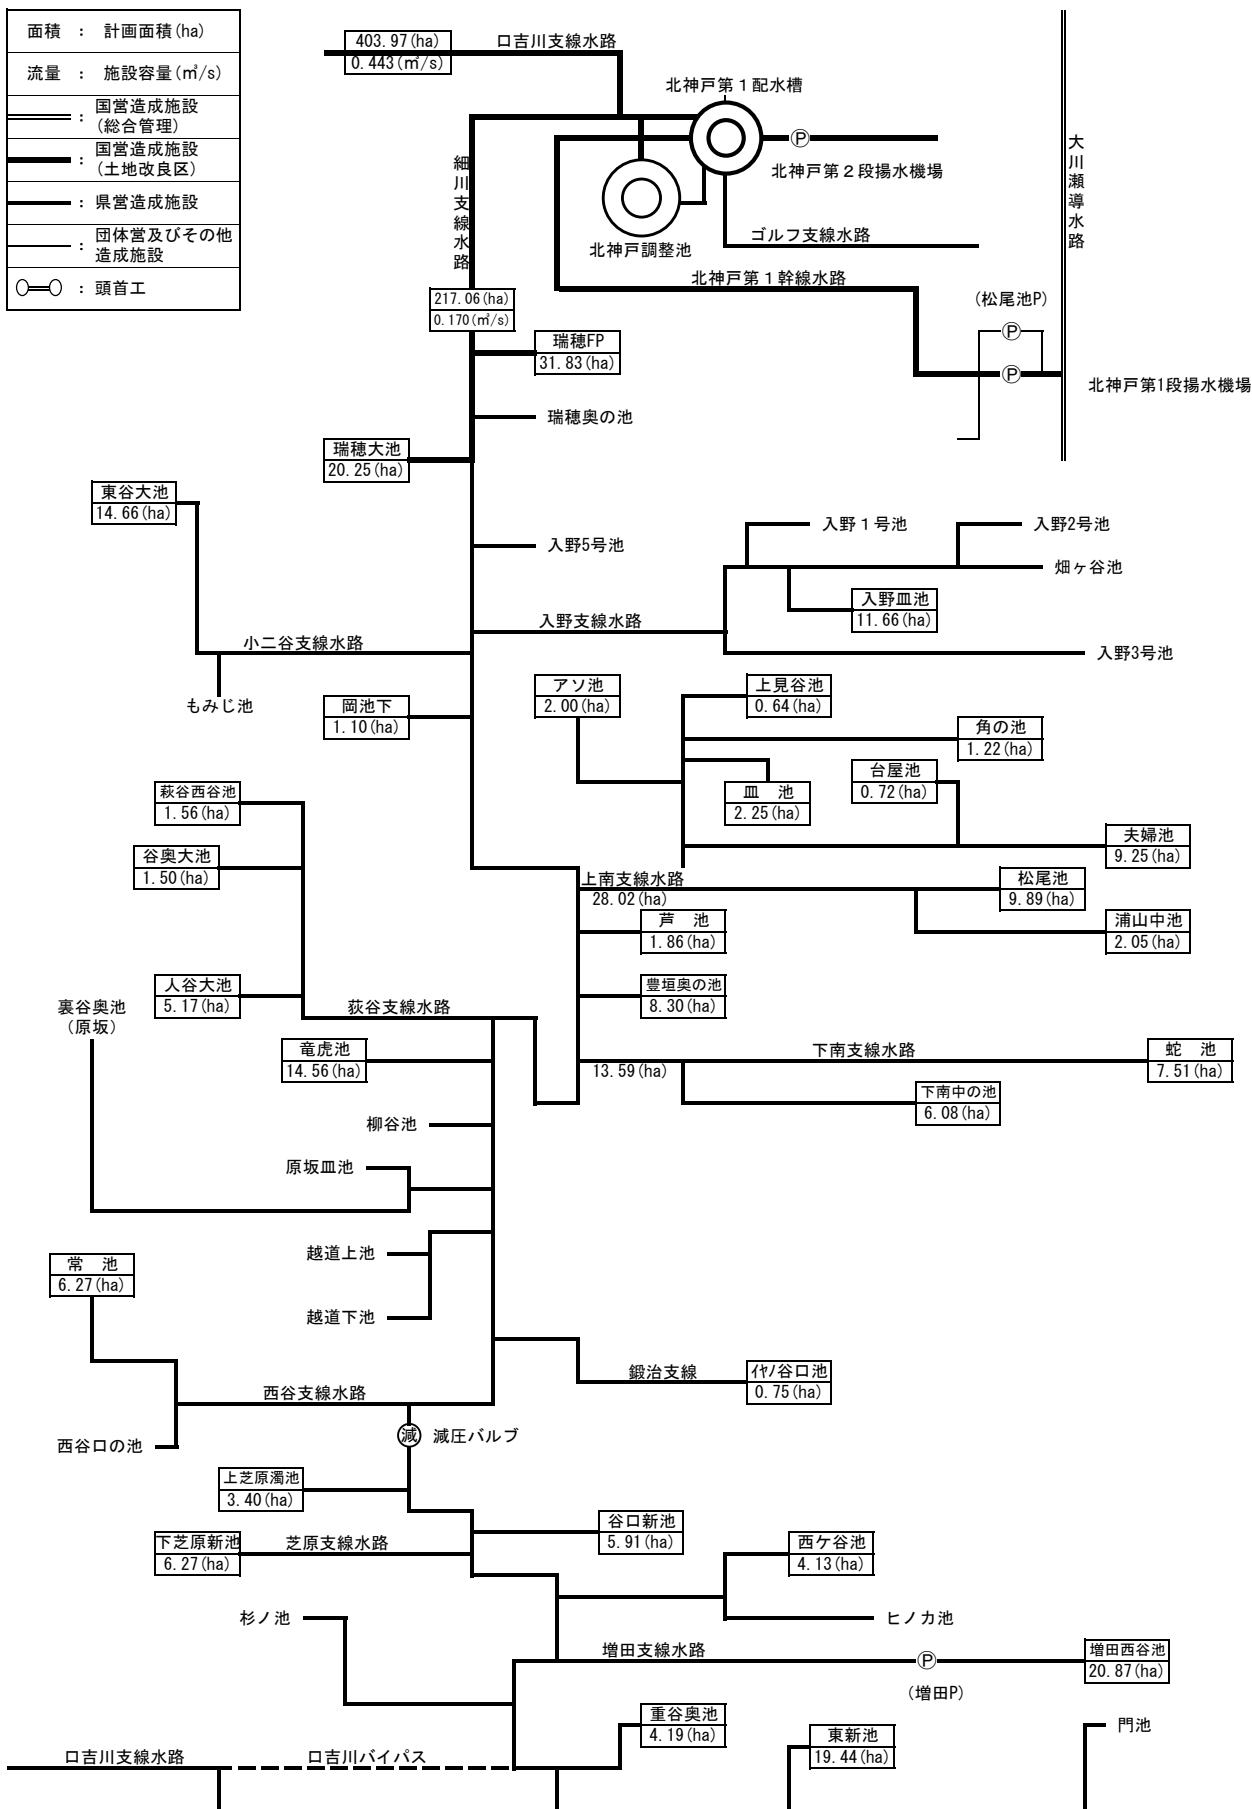 面積 ： 計画面積(ha)
流量 ： 施設容量(㎥/s)
： 国営造成施設
(総合管理)
： 国営造成施設
(土地改良区)
： 県営造成施設
： 団体営及びその他
造成施設
： 頭首工
403.97(ha)
0.443(㎥/s)
口吉川支線水路
北神戸第１配水槽
大川瀬導水路
細川支線水路
Ｐ
北神戸第２段揚水機場
北神戸調整池
ゴルフ支線水路
北神戸第１幹線水路
217.06(ha)
0.170(㎥/s)
(松尾池P)
Ｐ
瑞穂FP
31.83(ha)
Ｐ
北神戸第1段揚水機場
瑞穂奥の池
瑞穂大池
20.25(ha)
東谷大池
14.66(ha)
入野１号池
入野2号池
入野5号池
畑ヶ谷池
入野皿池
11.66(ha)
入野支線水路
小二谷支線水路
入野3号池
もみじ池
アソ池
2.00(ha)
上見谷池
0.64(ha)
岡池下
1.10(ha)
角の池
1.22(ha)
台屋池
0.72(ha)
萩谷西谷池
1.56(ha)
皿　池
2.25(ha)
夫婦池
9.25(ha)
谷奥大池
1.50(ha)
上南支線水路
28.02(ha)
松尾池
9.89(ha)
芦　池
1.86(ha)
浦山中池
2.05(ha)
人谷大池
5.17(ha)
豊垣奥の池
8.30(ha)
裏谷奥池
(原坂)
荻谷支線水路
竜虎池
14.56(ha)
下南支線水路
13.59(ha)
蛇　池
7.51(ha)
下南中の池
6.08(ha)
柳谷池
原坂皿池
越道上池
常　池
6.27(ha)
越道下池
鍛治支線
ｲﾔﾉ谷口池
0.75(ha)
西谷支線水路
西谷口の池
減
減圧バルブ
上芝原濁池
3.40(ha)
谷口新池
5.91(ha)
下芝原新池
6.27(ha)
芝原支線水路
西ケ谷池
4.13(ha)
杉ノ池
ヒノカ池
増田支線水路
Ｐ
(増田P)
増田西谷池
20.87(ha)
重谷奥池
4.19(ha)
東新池
19.44(ha)
門池
口吉川支線水路
口吉川バイパス